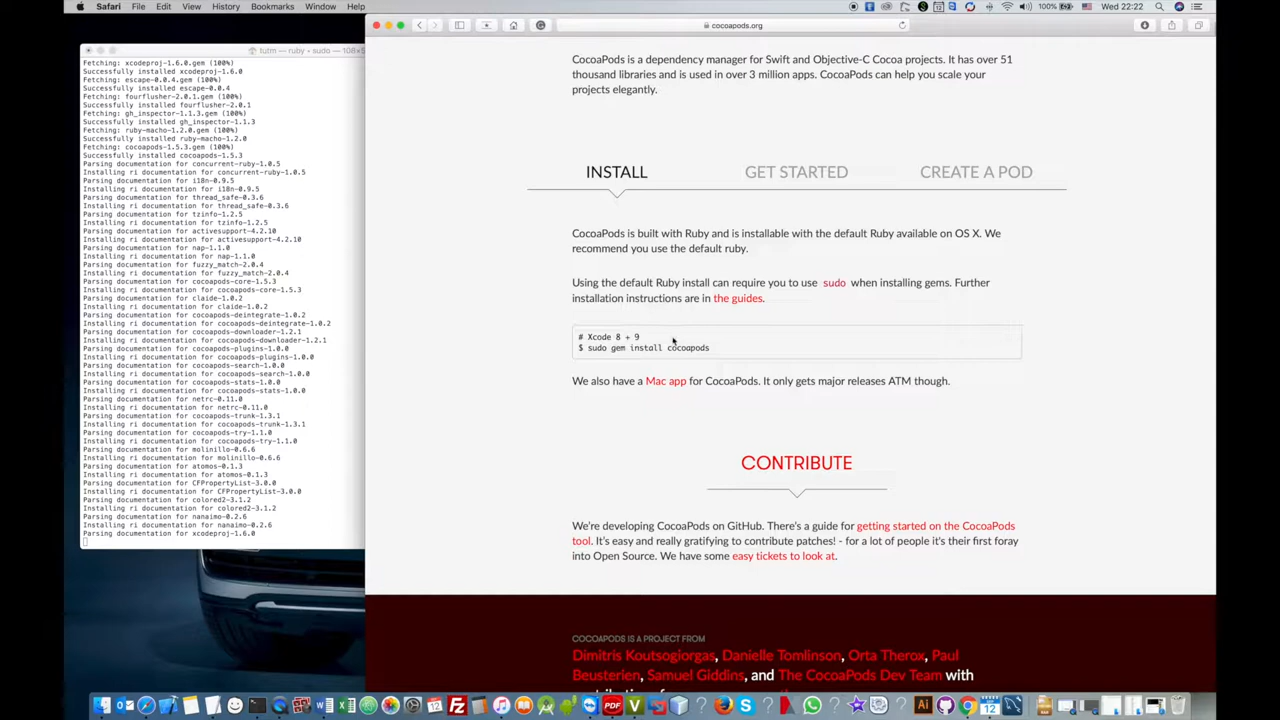 Safari File Edit View History Bookmarks Window Help
100% Wed 22:22
tutm — ruby • sudo — 108×5
Fetching: xcodeproj-1.6.0.gem (100%)
Successfully installed xcodeproj-1.6.0
Fetching: escape-0.0.4.gem (100%)
Successfully installed escape-0.0.4
Fetching: fourflusher-2.0.1.gem (100%)
Successfully installed fourflusher-2.0.1
Fetching: gh_inspector-1.1.3.gem (100%)
Successfully installed gh_inspector-1.1.3
Fetching: ruby-macho-1.2.0.gem (100%)
Successfully installed ruby-macho-1.2.0
Fetching: cocoapods-1.5.3.gem (100%)
Successfully installed cocoapods-1.5.3
Parsing documentation for concurrent-ruby-1.0.5
Installing ri documentation for concurrent-ruby-1.0.5
Parsing documentation for i18n-0.9.5
Installing ri documentation for i18n-0.9.5
Parsing documentation for thread_safe-0.3.6
Installing ri documentation for thread_safe-0.3.6
Parsing documentation for tzinfo-1.2.5
Installing ri documentation for tzinfo-1.2.5
Parsing documentation for activesupport-4.2.10
Installing ri documentation for activesupport-4.2.10
Parsing documentation for nap-1.1.0
Installing ri documentation for nap-1.1.0
Parsing documentation for fuzzy_match-2.0.4
Installing ri documentation for fuzzy_match-2.0.4
Parsing documentation for cocoapods-core-1.5.3
Installing ri documentation for cocoapods-core-1.5.3
Parsing documentation for claide-1.0.2
Installing ri documentation for claide-1.0.2
Parsing documentation for cocoapods-deintegrate-1.0.2
Installing ri documentation for cocoapods-deintegrate-1.0.2
Parsing documentation for cocoapods-downloader-1.2.1
Installing ri documentation for cocoapods-downloader-1.2.1
Parsing documentation for cocoapods-plugins-1.0.0
Installing ri documentation for cocoapods-plugins-1.0.0
Parsing documentation for cocoapods-search-1.0.0
Installing ri documentation for cocoapods-search-1.0.0
Parsing documentation for cocoapods-stats-1.0.0
Installing ri documentation for cocoapods-stats-1.0.0
Parsing documentation for netrc-0.11.0
Installing ri documentation for netrc-0.11.0
Parsing documentation for cocoapods-trunk-1.3.1
Installing ri documentation for cocoapods-trunk-1.3.1
Parsing documentation for cocoapods-try-1.1.0
Installing ri documentation for cocoapods-try-1.1.0
Parsing documentation for molinillo-0.6.6
Installing ri documentation for molinillo-0.6.6
Parsing documentation for atomos-0.1.3
Installing ri documentation for atomos-0.1.3
Parsing documentation for CFPropertyList-3.0.0
Installing ri documentation for CFPropertyList-3.0.0
Parsing documentation for colored2-3.1.2
Installing ri documentation for colored2-3.1.2
Parsing documentation for nanaimo-0.2.6
Installing ri documentation for nanaimo-0.2.6
Parsing documentation for xcodeproj-1.6.0
cocoapods.org
CocoaPods is a dependency manager for Swift and Objective-C Cocoa projects. It has over 51
thousand libraries and is used in over 3 million apps. CocoaPods can help you scale your
projects elegantly.
INSTALL GET STARTED CREATE A POD
CocoaPods is built with Ruby and is installable with the default Ruby available on OS X. We
recommend you use the default ruby.
Using the default Ruby install can require you to use sudo when installing gems. Further
installation instructions are in the guides.
# Xcode 8 + 9
$ sudo gem install cocoapods
We also have a Mac app for CocoaPods. It only gets major releases ATM though.
CONTRIBUTE
We're developing CocoaPods on GitHub. There's a guide for getting started on the CocoaPods
tool. It's easy and really gratifying to contribute patches! - for a lot of people it's their first foray
into Open Source. We have some easy tickets to look at.
COCOAPODS IS A PROJECT FROM
Dimitris Koutsogiorgas, Danielle Tomlinson, Orta Therox, Paul
Beusterien, Samuel Giddins, and The CocoaPods Dev Team with